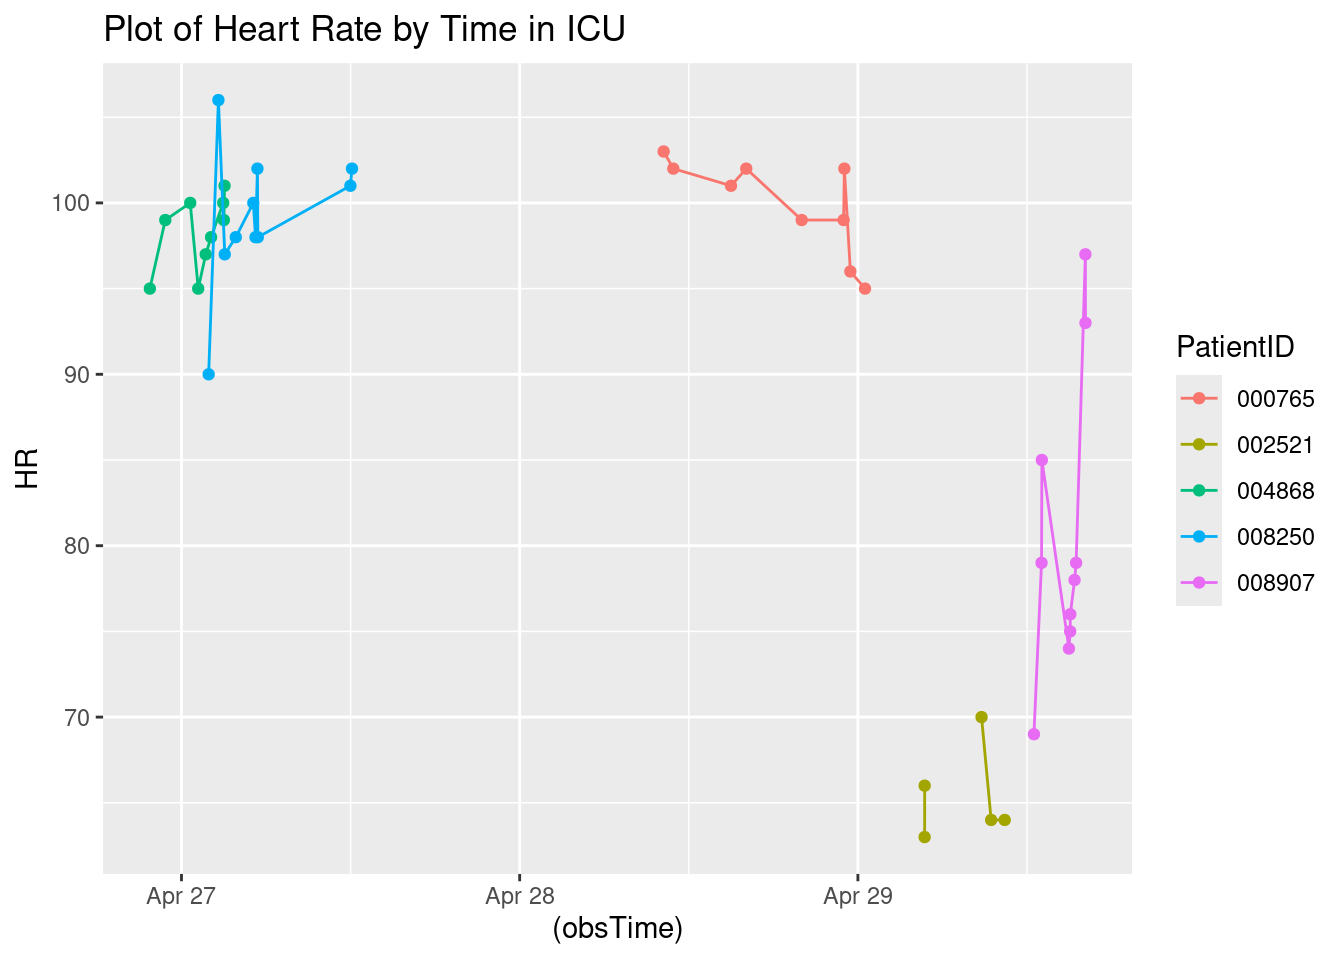 Plot of Heart Rate by Time in ICU
HR
100
90
80
70
Apr 27
Apr 28
Apr 29
(obsTime)
PatientID
000765
002521
004868
008250
008907